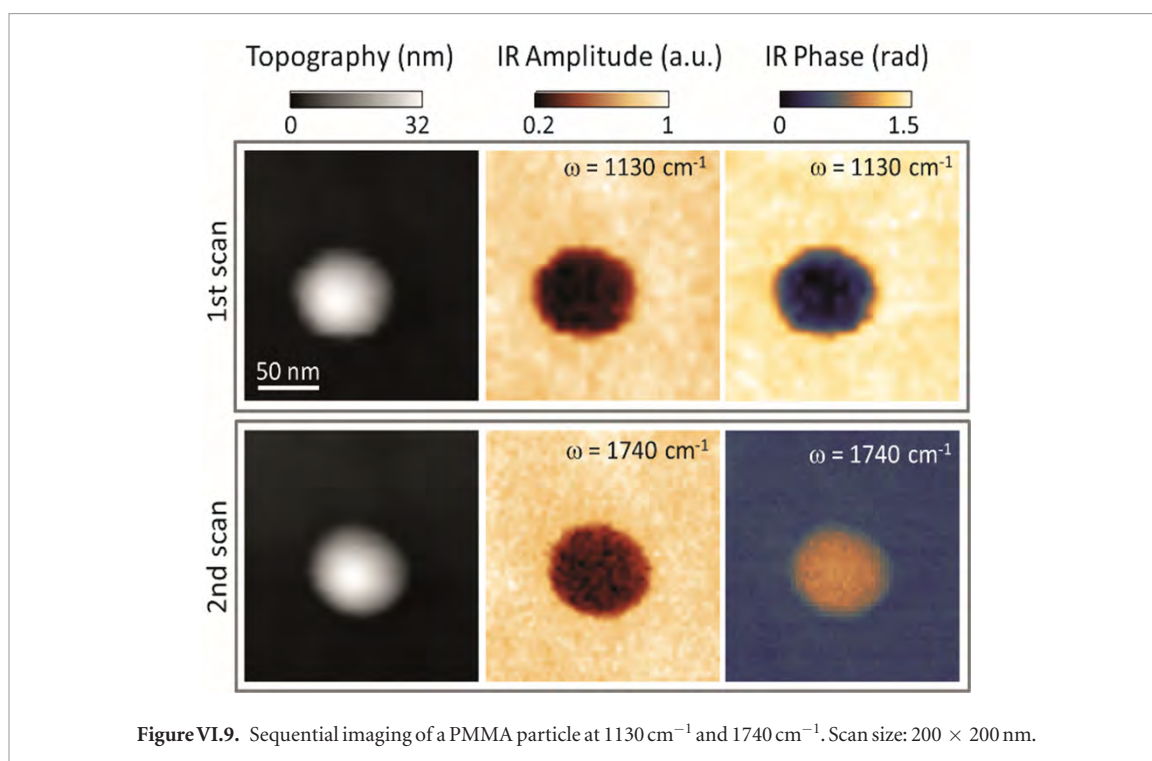 Topography (nm) IR Amplitude (a.u.) IR Phase (rad)
0 32 0.2 1 0 1.5
1st scan
ω = 1130 cm⁻¹ ω = 1130 cm⁻¹
50 nm
2nd scan
ω = 1740 cm⁻¹ ω = 1740 cm⁻¹
Figure VI.9. Sequential imaging of a PMMA particle at 1130 cm⁻¹ and 1740 cm⁻¹. Scan size: 200 × 200 nm.